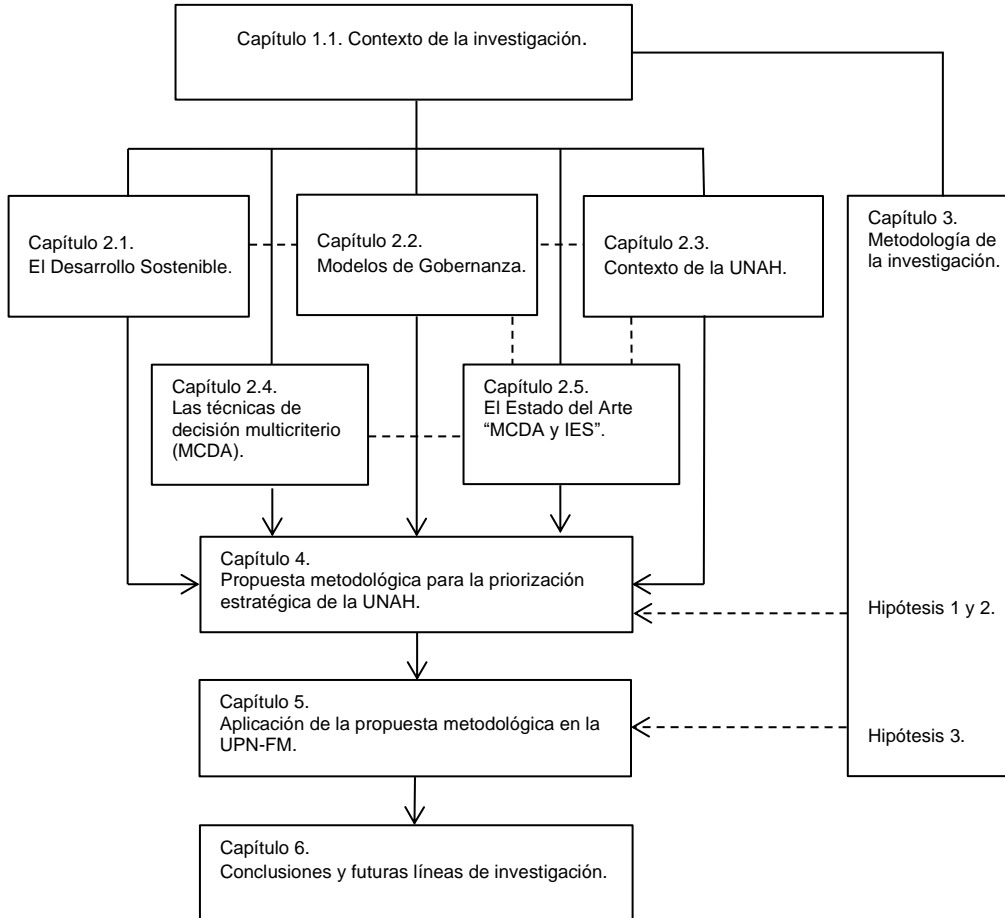 Capítulo 1.1. Contexto de la investigación.
Capítulo 2.1.
El Desarrollo Sostenible.
Capítulo 2.2.
Modelos de Gobernanza.
Capítulo 2.3.
Contexto de la UNAH.
Capítulo 3.
Metodología de
la investigación.
Capítulo 2.4.
Las técnicas de
decisión multicriterio
(MCDA).
Capítulo 2.5.
El Estado del Arte
“MCDA y IES”.
Capítulo 4.
Propuesta metodológica para la priorización
estratégica de la UNAH.
Hipótesis 1 y 2.
Capítulo 5.
Aplicación de la propuesta metodológica en la
UPN-FM.
Hipótesis 3.
Capítulo 6.
Conclusiones y futuras líneas de investigación.